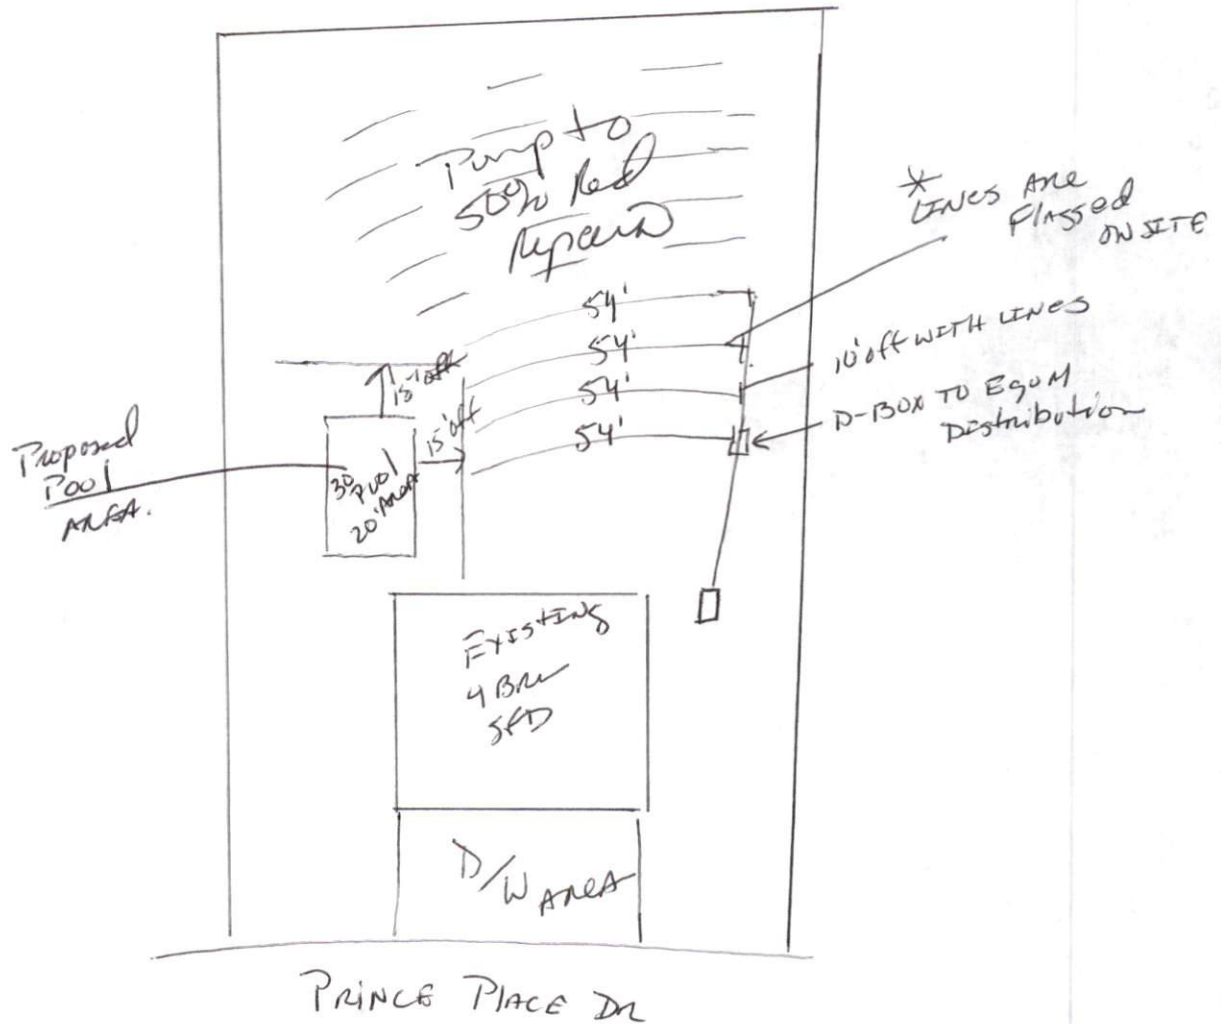 Pump to
50% Red
Repair
*
LINES ARE
Flagged
ON SITE
54'
54'
54'
54'
10' off WITH LINES
D-BOX TO EQUAL
Distribution
15' off
15' off
Proposed
Pool
AREA.
30'
Pool
20' AREA
EXISTING
4 BRM
SFD
D/W AREA
PRINCE PLACE DR